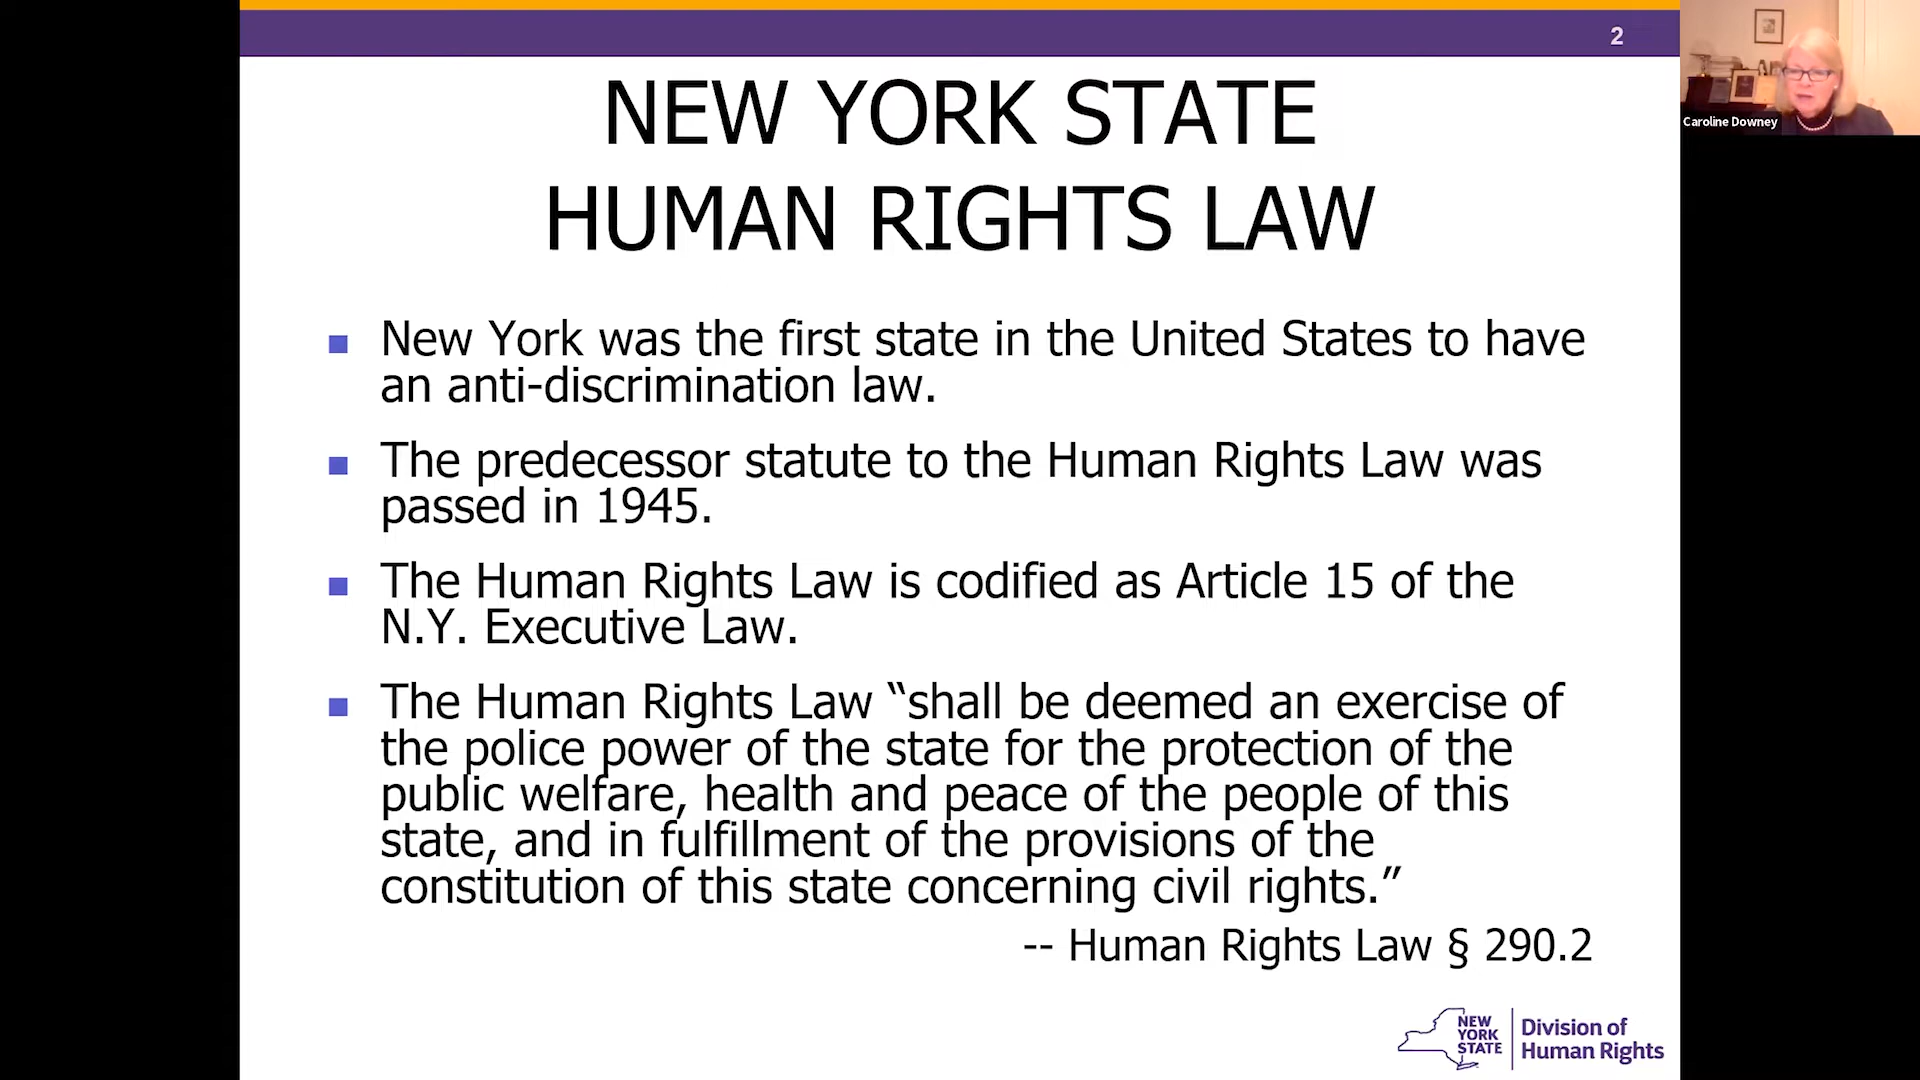 2
NEW YORK STATE
HUMAN RIGHTS LAW
New York was the first state in the United States to have
an anti-discrimination law.
The predecessor statute to the Human Rights Law was
passed in 1945.
The Human Rights Law is codified as Article 15 of the
N.Y. Executive Law.
The Human Rights Law “shall be deemed an exercise of
the police power of the state for the protection of the
public welfare, health and peace of the people of this
state, and in fulfillment of the provisions of the
constitution of this state concerning civil rights.”
-- Human Rights Law § 290.2
NEW
YORK
STATE
Division of
Human Rights
Caroline Downey